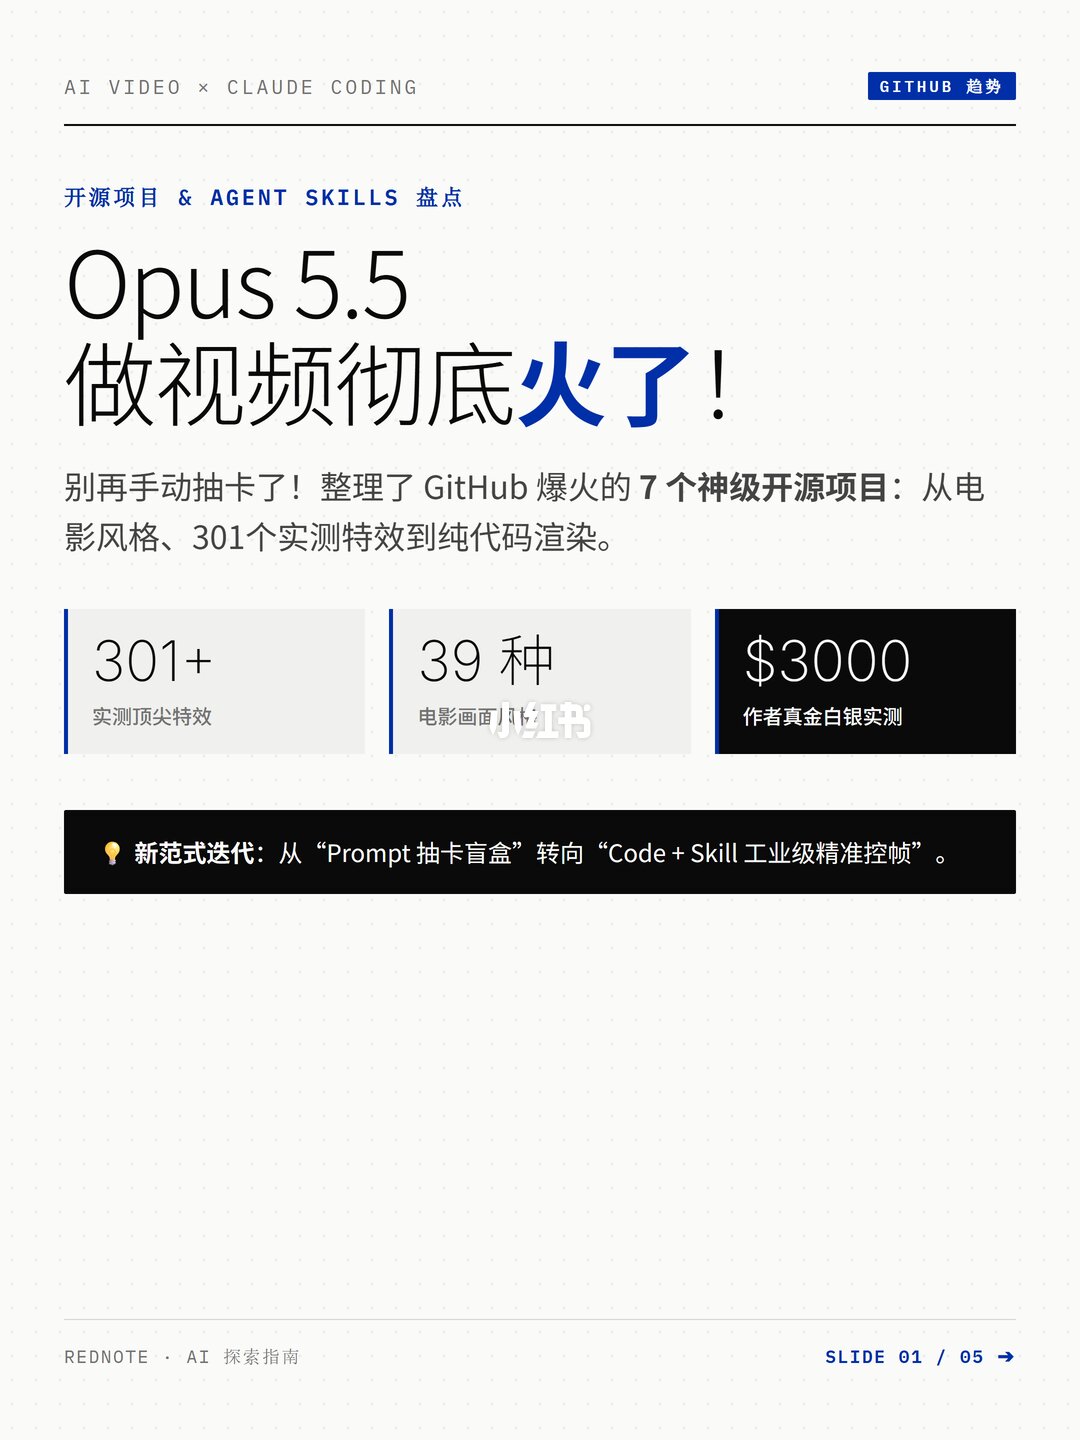 AI VIDEO × CLAUDE CODING
GITHUB 趋势
开源项目 & AGENT SKILLS 盘点
Opus 5.5
做视频彻底火了！
别再手动抽卡了！整理了 GitHub 爆火的 7 个神级开源项目：从电
影风格、301个实测特效到纯代码渲染。
301+
实测顶尖特效
39 种
电影画面风格
小红书
$3000
作者真金白银实测
💡 新范式迭代：从“Prompt 抽卡盲盒”转向“Code + Skill 工业级精准控帧”。
REDNOTE · AI 探索指南
SLIDE 01 / 05 ➔